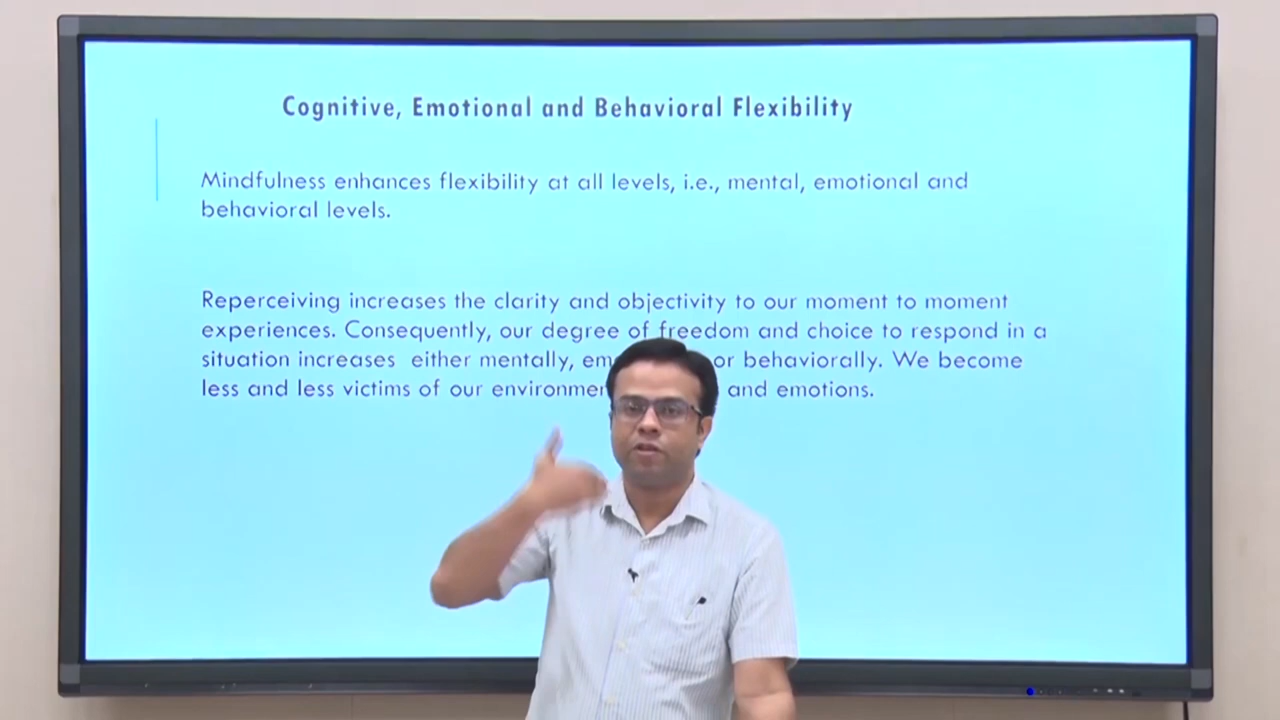 Cognitive, Emotional and Behavioral Flexibility
Mindfulness enhances flexibility at all levels, i.e., mental, emotional and
behavioral levels.
Reperceiving increases the clarity and objectivity to our moment to moment
experiences. Consequently, our degree of freedom and choice to respond in a
situation increases either mentally, or behaviorally. We become
less and less victims of our and emotions.